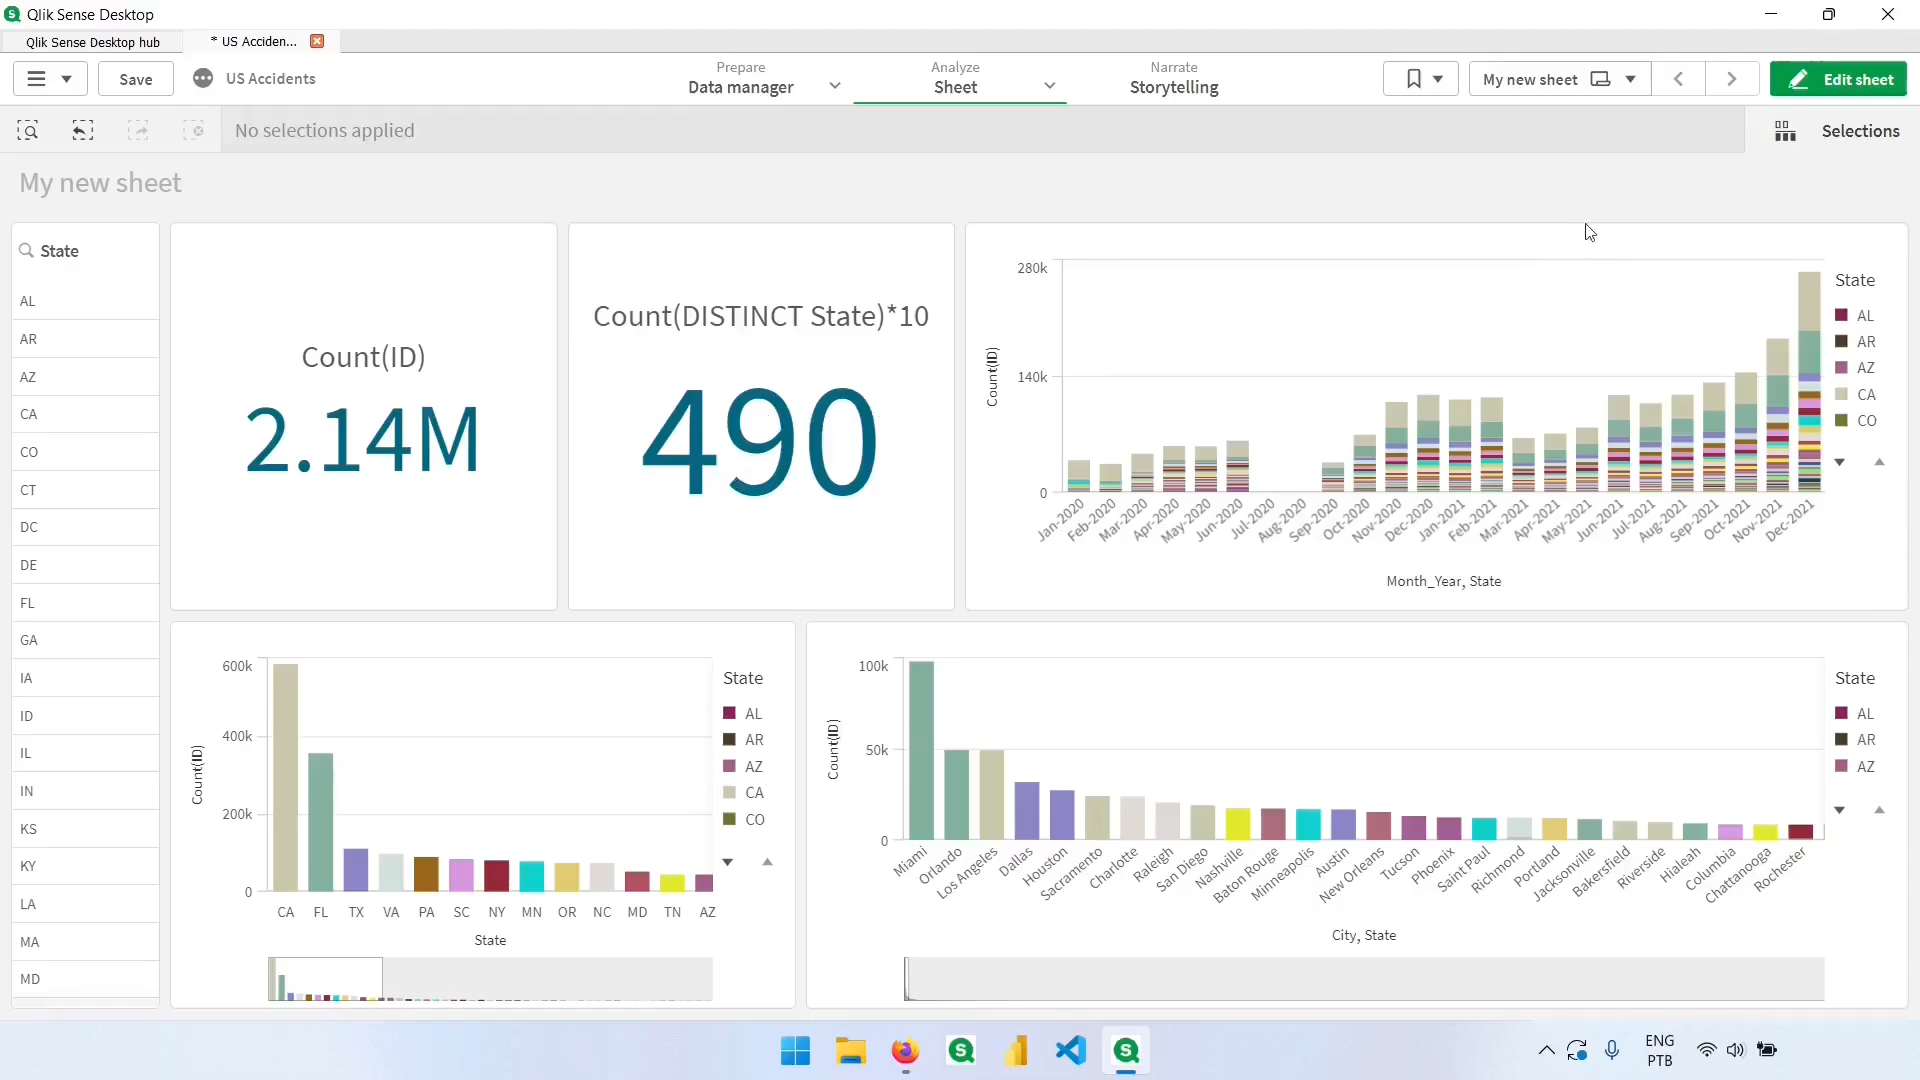 Qlik Sense Desktop
Qlik Sense Desktop hub
* US Acciden...
Save
US Accidents
Prepare
Data manager
Analyze
Sheet
Narrate
Storytelling
My new sheet
Edit sheet
No selections applied
Selections
My new sheet
State
AL
AR
AZ
CA
CO
CT
DC
DE
FL
GA
IA
ID
IL
IN
KS
KY
LA
MA
MD
Count(ID)
2.14M
Count(DISTINCT State)*10
490
Count(ID)
280k
140k
0
Jan-2020
Feb-2020
Mar-2020
Apr-2020
May-2020
Jun-2020
Jul-2020
Aug-2020
Sep-2020
Oct-2020
Nov-2020
Dec-2020
Jan-2021
Feb-2021
Mar-2021
Apr-2021
May-2021
Jun-2021
Jul-2021
Aug-2021
Sep-2021
Oct-2021
Nov-2021
Dec-2021
Month_Year, State
State
AL
AR
AZ
CA
CO
Count(ID)
600k
400k
200k
0
CA
FL
TX
VA
PA
SC
NY
MN
OR
NC
MD
TN
AZ
State
State
AL
AR
AZ
CA
CO
Count(ID)
100k
50k
0
Miami
Orlando
Los Angeles
Dallas
Houston
Sacramento
Charlotte
Raleigh
San Diego
Nashville
Baton Rouge
Minneapolis
Austin
New Orleans
Tucson
Phoenix
Saint Paul
Richmond
Portland
Jacksonville
Bakersfield
Riverside
Hialeah
Columbia
Chattanooga
Rochester
City, State
State
AL
AR
AZ
ENG
PTB